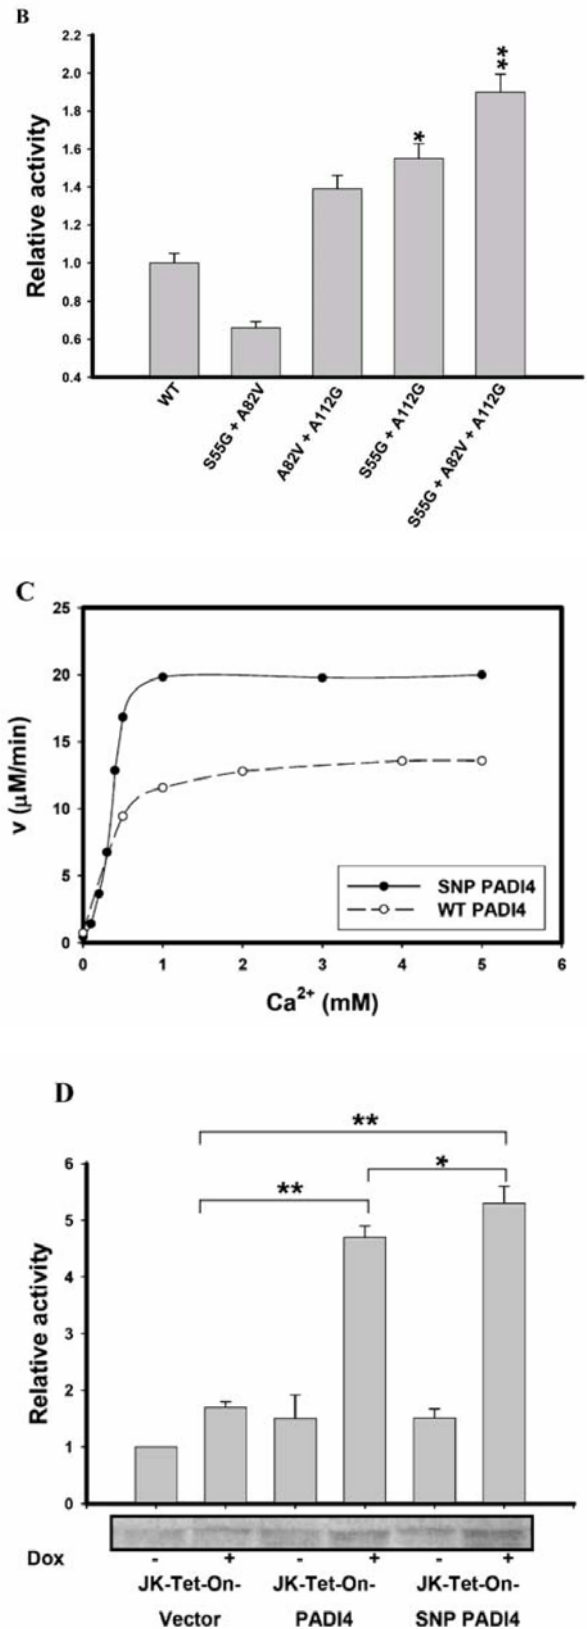 B
Relative activity
2.2
2.0
1.8
1.6
1.4
1.2
1.0
0.8
0.6
0.4
*
**
WT
S55G + A82V
A82V + A112G
S55G + A112G
S55G + A82V + A112G
C
v (µM/min)
25
20
15
10
5
0
SNP PADI4
WT PADI4
0 1 2 3 4 5 6
Ca²⁺ (mM)
D
**
**
*
Relative activity
6
5
4
3
2
1
0
Dox - + - + - +
JK-Tet-On- JK-Tet-On- JK-Tet-On-
Vector PADI4 SNP PADI4